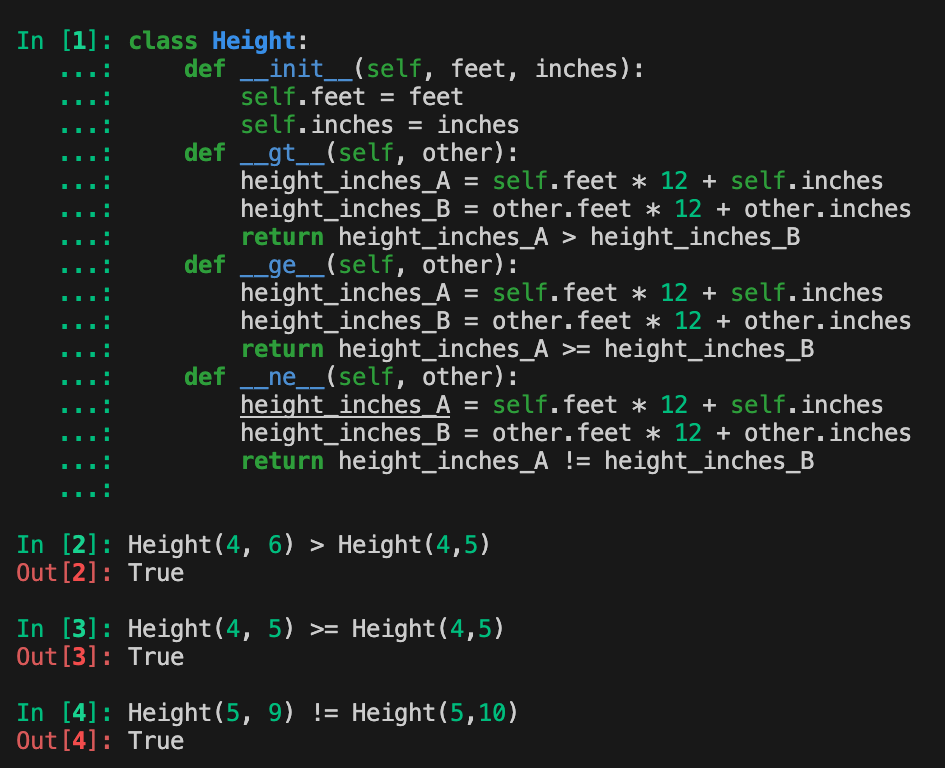 In [1]: class Height:
   ...:     def __init__(self, feet, inches):
   ...:         self.feet = feet
   ...:         self.inches = inches
   ...:     def __gt__(self, other):
   ...:         height_inches_A = self.feet * 12 + self.inches
   ...:         height_inches_B = other.feet * 12 + other.inches
   ...:         return height_inches_A > height_inches_B
   ...:     def __ge__(self, other):
   ...:         height_inches_A = self.feet * 12 + self.inches
   ...:         height_inches_B = other.feet * 12 + other.inches
   ...:         return height_inches_A >= height_inches_B
   ...:     def __ne__(self, other):
   ...:         height_inches_A = self.feet * 12 + self.inches
   ...:         height_inches_B = other.feet * 12 + other.inches
   ...:         return height_inches_A != height_inches_B
   ...:
In [2]: Height(4, 6) > Height(4,5)
Out[2]: True
In [3]: Height(4, 5) >= Height(4,5)
Out[3]: True
In [4]: Height(5, 9) != Height(5,10)
Out[4]: True